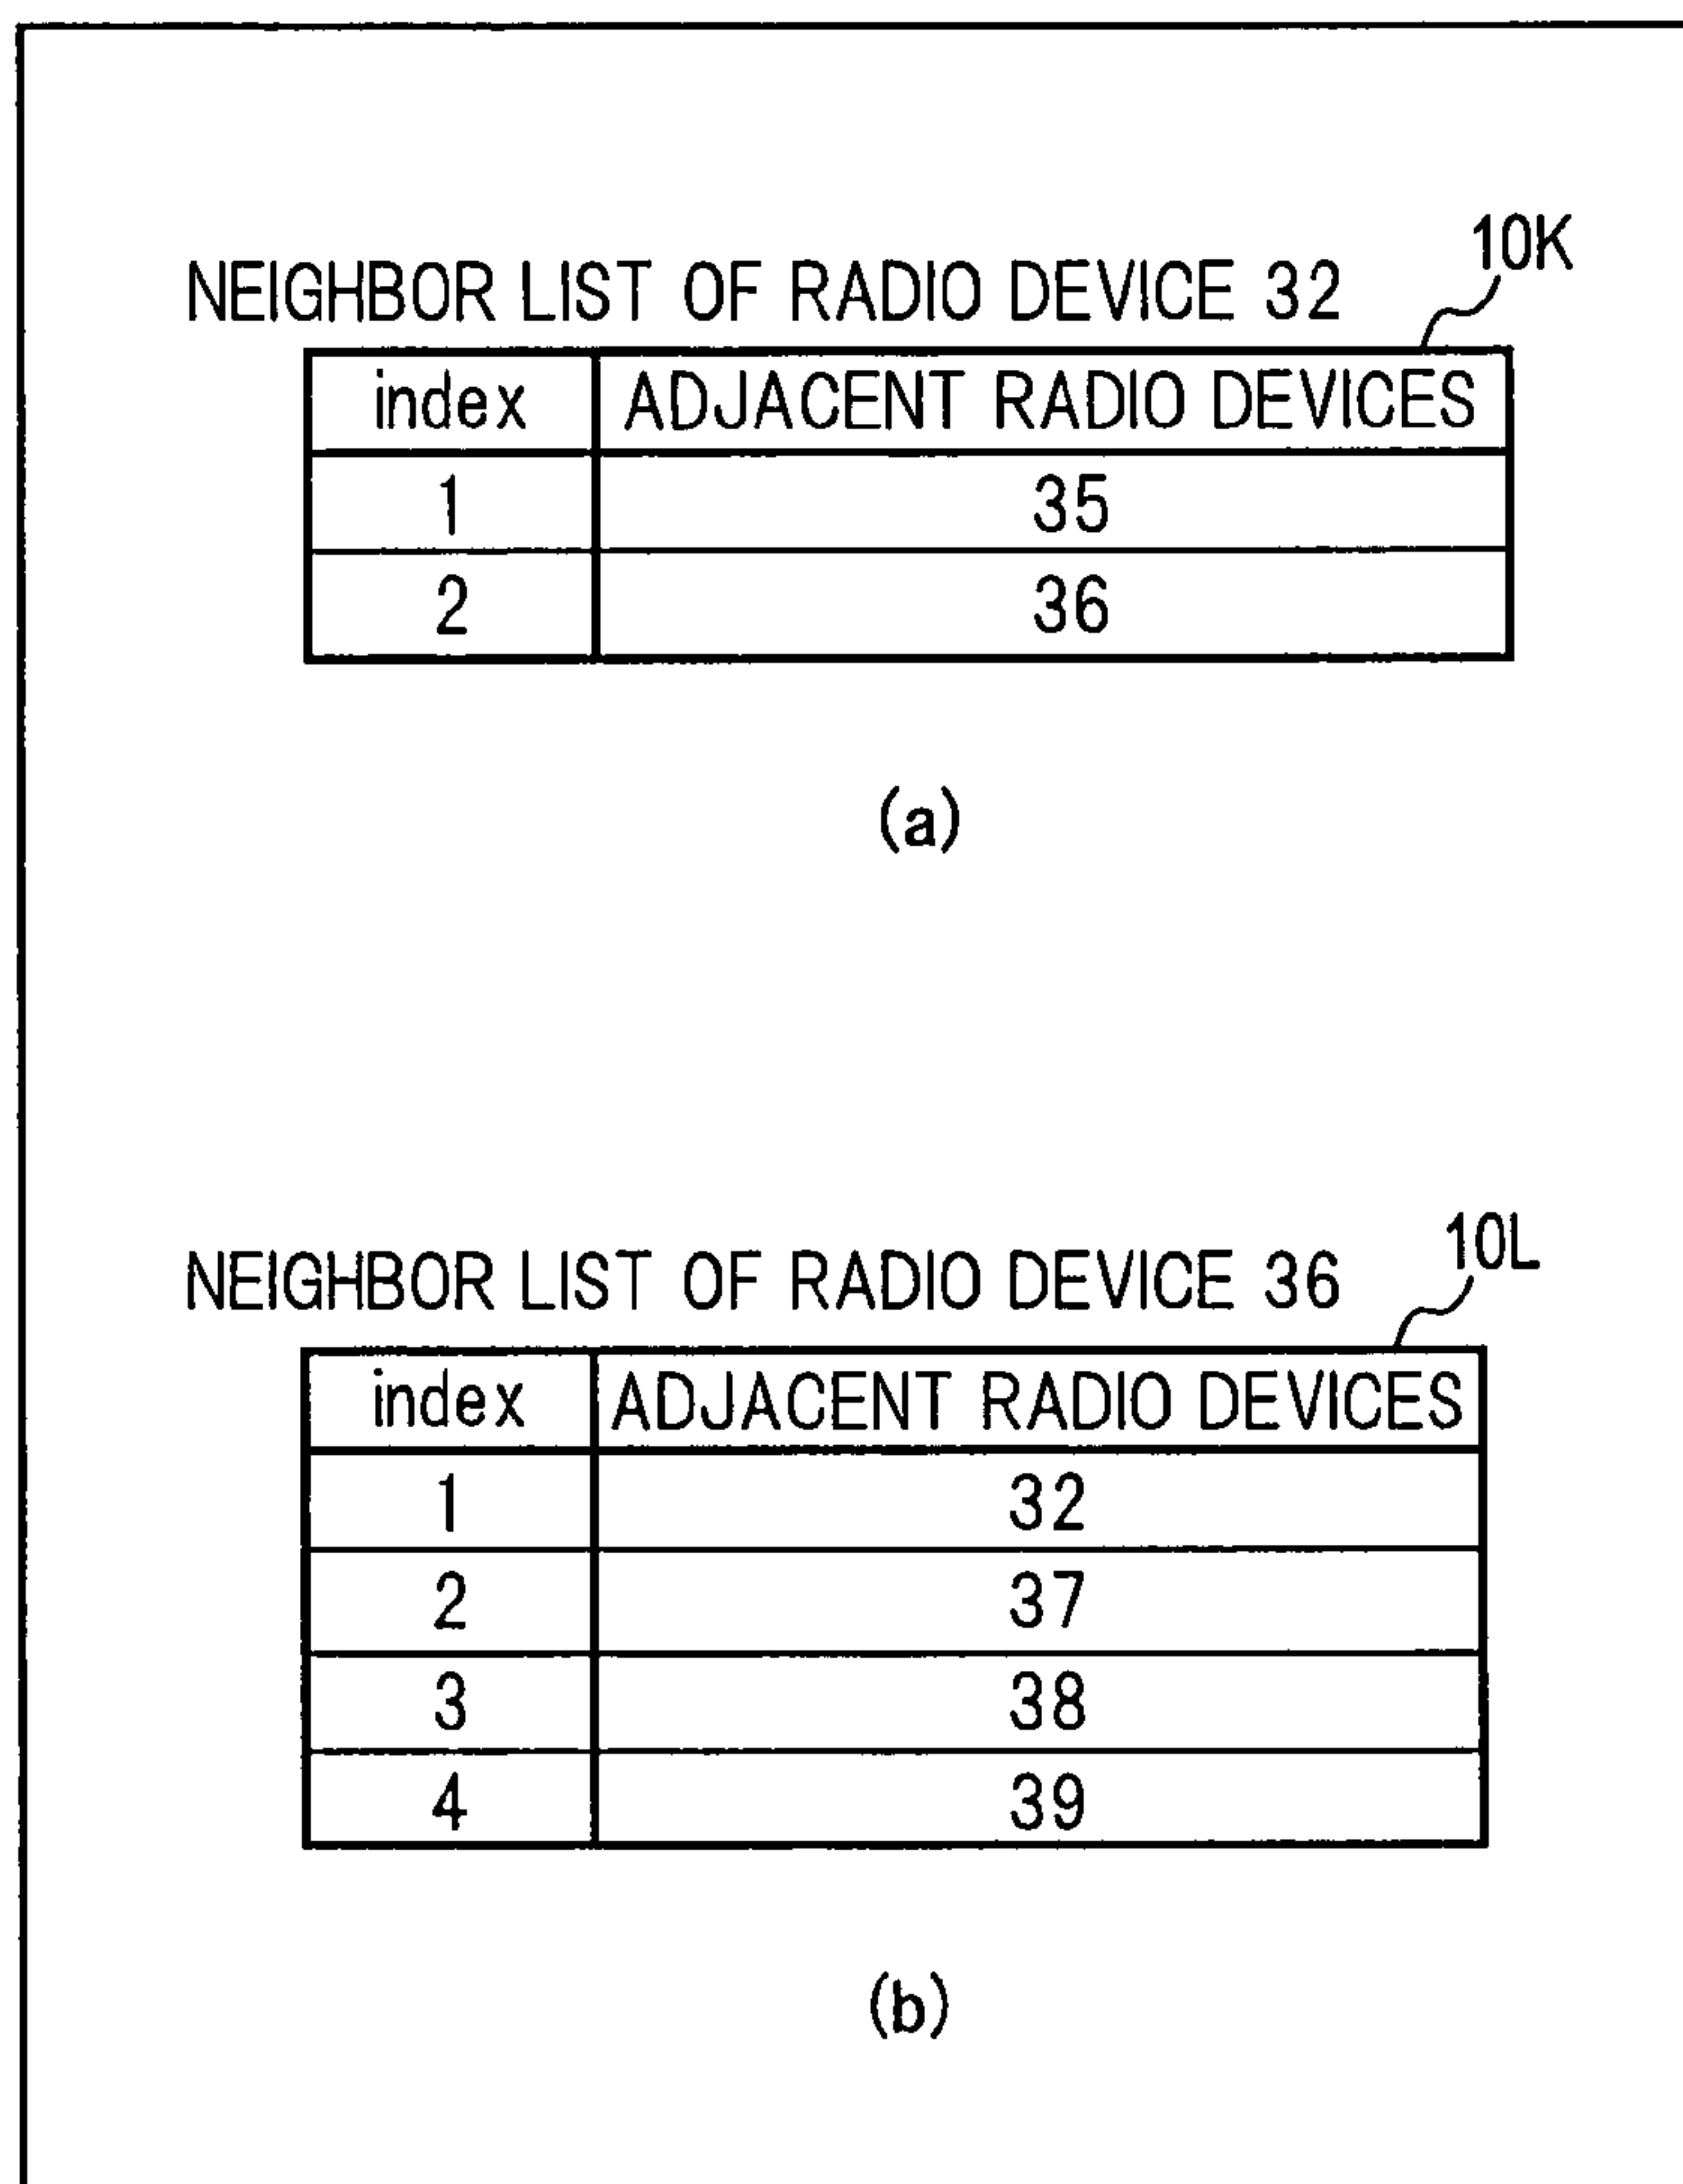 10K
NEIGHBOR LIST OF RADIO DEVICE 32
index ADJACENT RADIO DEVICES
1 35
2 36
(a)
10L
NEIGHBOR LIST OF RADIO DEVICE 36
index ADJACENT RADIO DEVICES
1 32
2 37
3 38
4 39
(b)